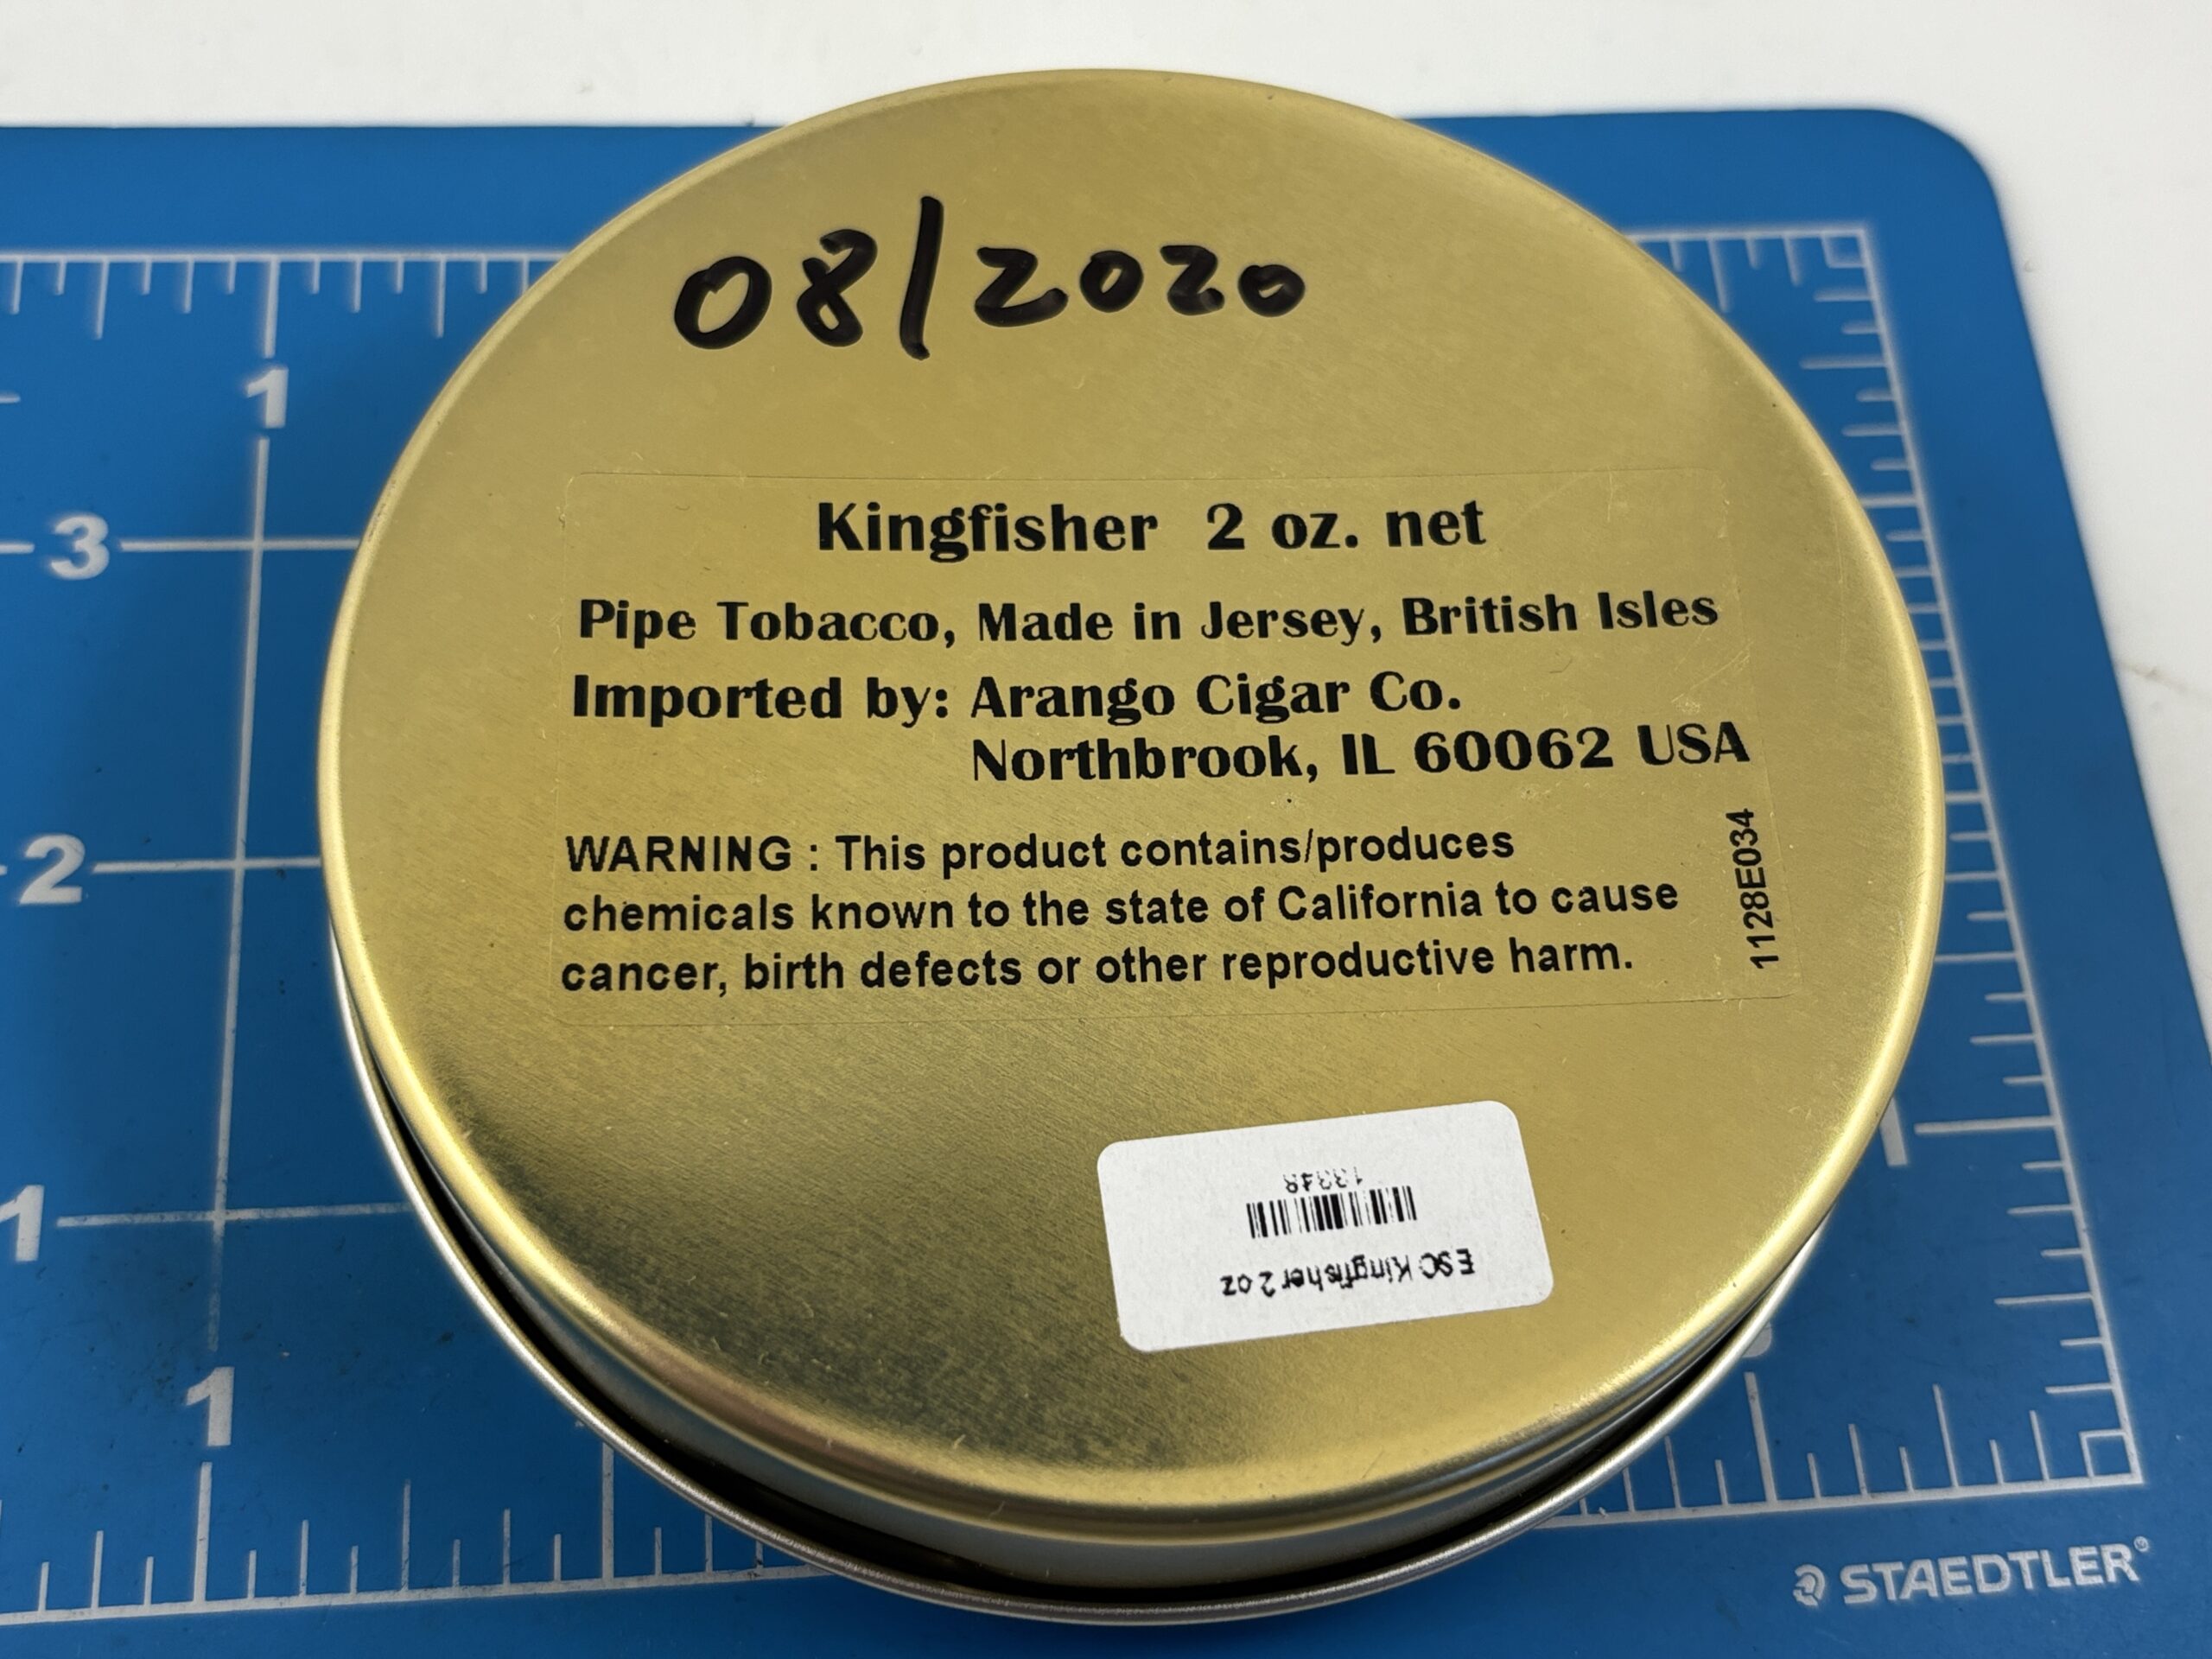 08/2020
Kingfisher 2 oz. net
Pipe Tobacco, Made in Jersey, British Isles
Imported by: Arango Cigar Co.
Northbrook, IL 60062 USA
WARNING : This product contains/produces
chemicals known to the state of California to cause
cancer, birth defects or other reproductive harm.
1128E034
ESC Kingfisher 2 oz
13348
1
3
2
1
1
1
STAEDTLER